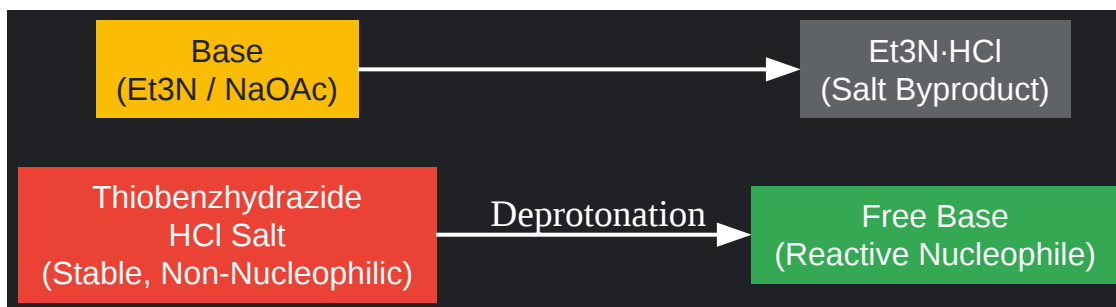 Base
(Et3N / NaOAc)
Et3N·HCl
(Salt Byproduct)
Thiobenzhydrazide
HCl Salt
(Stable, Non-Nucleophilic)
Deprotonation
Free Base
(Reactive Nucleophile)